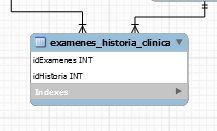 examenes_historia_clinica
idExamenes INT
idHistoria INT
Indexes